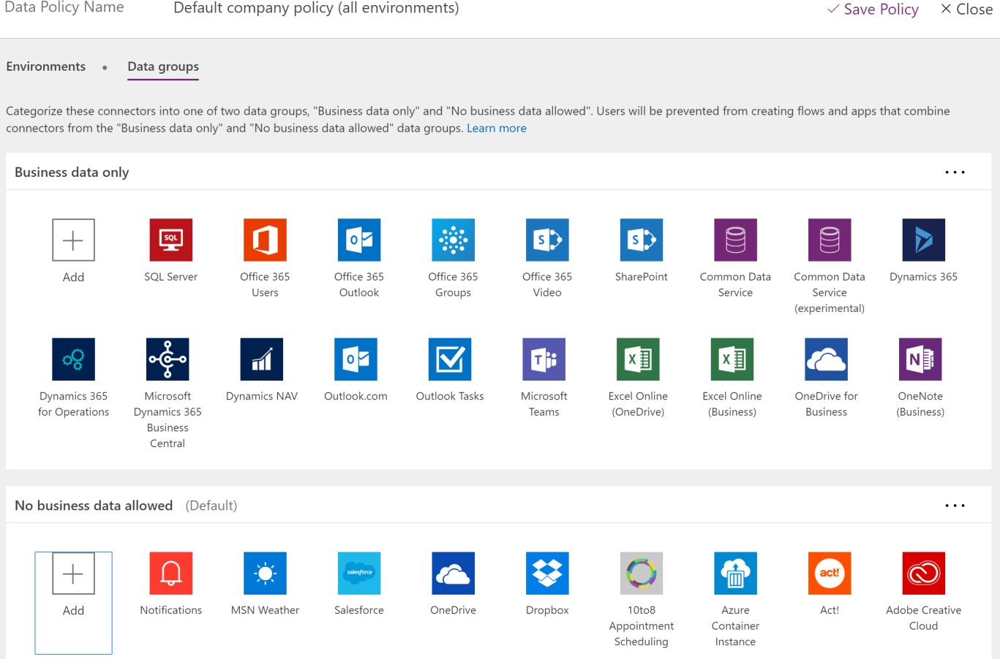 Data Policy Name Default company policy (all environments) Save Policy Close
Environments Data groups
Categorize these connectors into one of two data groups, "Business data only" and "No business data allowed". Users will be prevented from creating flows and apps that combine
connectors from the "Business data only" and "No business data allowed" data groups. Learn more
Business data only
SQL
O
S
S
Add
SQL Server
Office 365
Users
Office 365
Outlook
Office 365
Groups
Office 365
Video
SharePoint
Common Data
Service
Common Data
Service
(experimental)
Dynamics 365
O
T
X
X
N
Dynamics 365
for Operations
Microsoft
Dynamics 365
Business
Central
Dynamics NAV
Outlook.com
Outlook Tasks
Microsoft
Teams
Excel Online
(OneDrive)
Excel Online
(Business)
OneDrive for
Business
OneNote
(Business)
No business data allowed (Default)
salesforce
act!
Add
Notifications
MSN Weather
Salesforce
OneDrive
Dropbox
10to8
Appointment
Scheduling
Azure
Container
Instance
Act!
Adobe Creative
Cloud